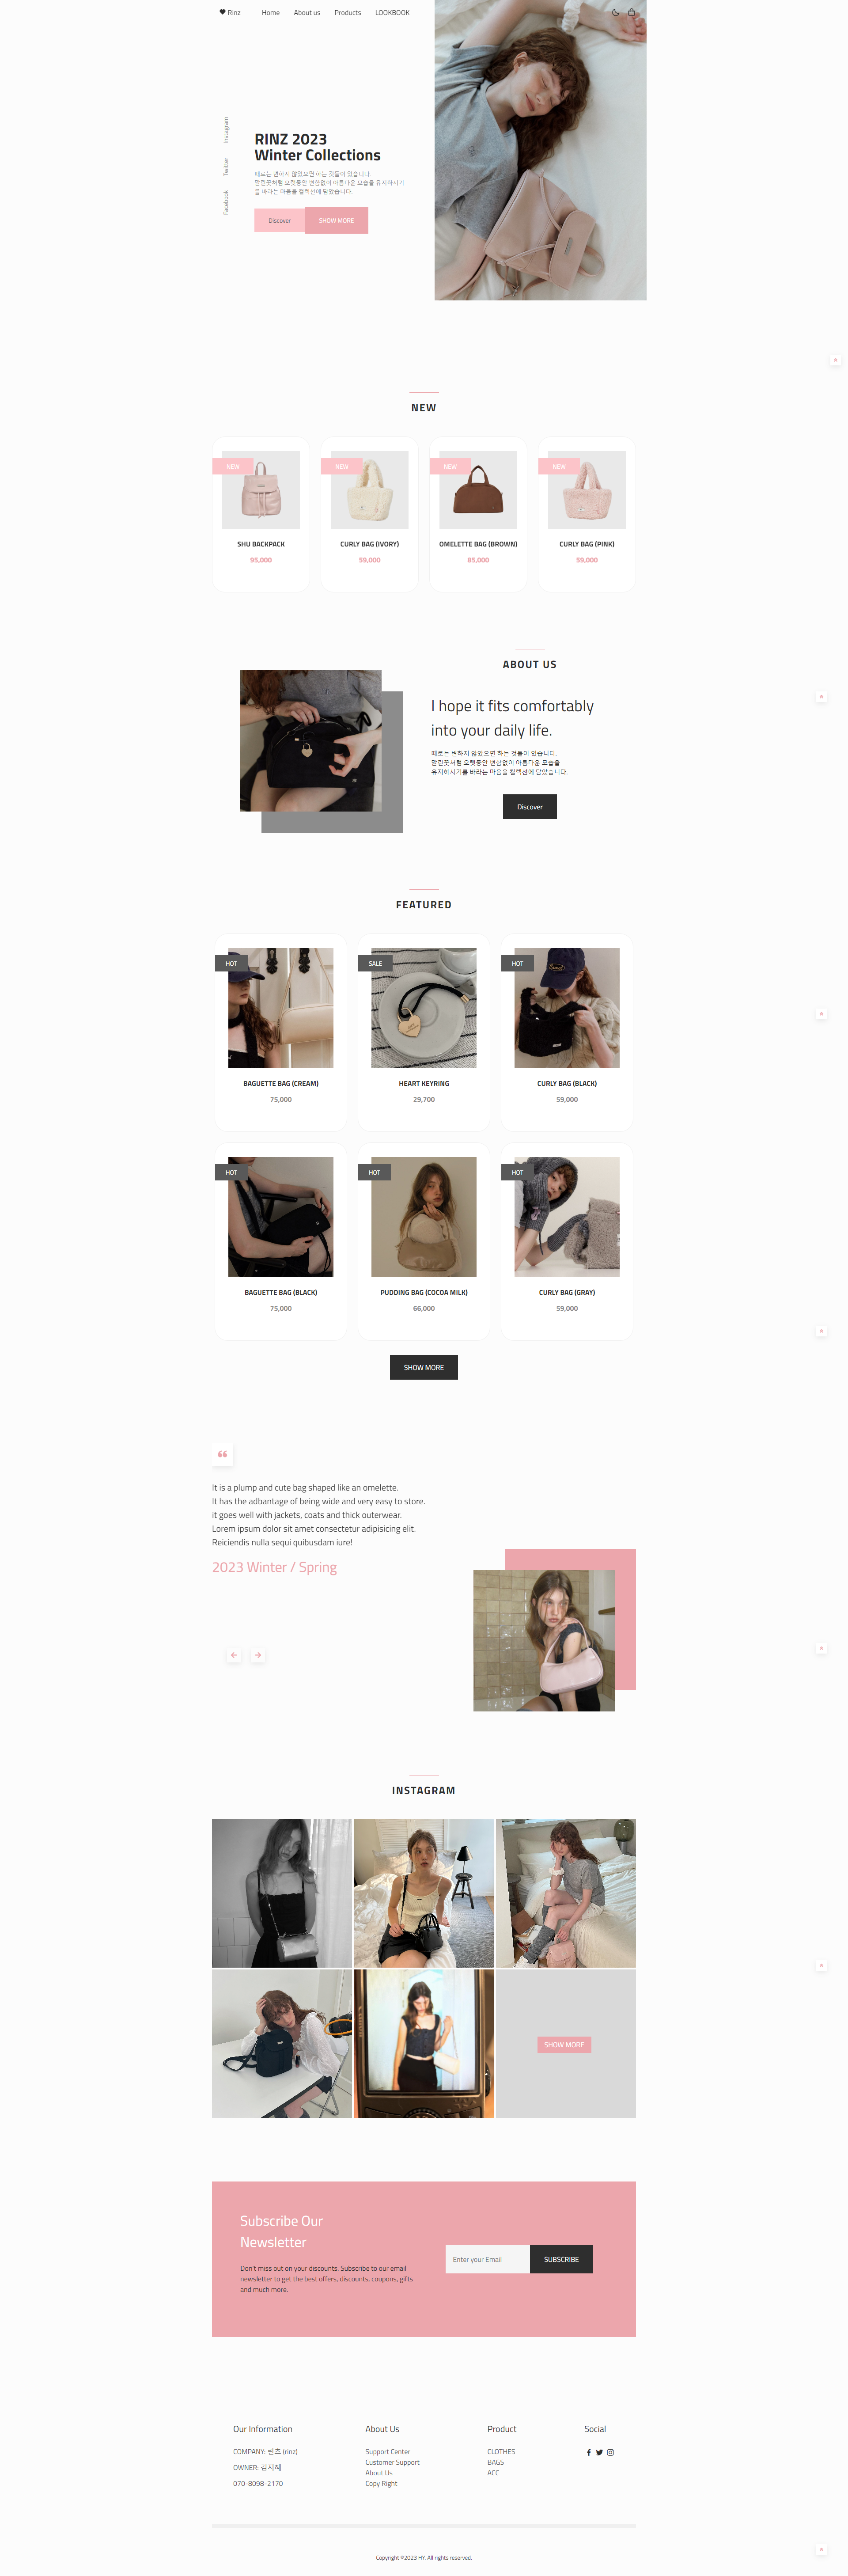 Rinz
Home
About us
Products
LOOKBOOK
Instagram
Twitter
Facebook
RINZ 2023
Winter Collections
때로는 변하지 않았으면 하는 것들이 있습니다.
말린꽃처럼 오랫동안 변함없이 아름다운 모습을 유지하시기
를 바라는 마음을 컬렉션에 담았습니다.
Discover
SHOW MORE
NEW
NEW
NEW
NEW
NEW
SHU BACKPACK
CURLY BAG (IVORY)
OMELETTE BAG (BROWN)
CURLY BAG (PINK)
95,000
59,000
85,000
59,000
ABOUT US
I hope it fits comfortably
into your daily life.
때로는 변하지 않았으면 하는 것들이 있습니다.
말린꽃처럼 오랫동안 변함없이 아름다운 모습을
유지하시기를 바라는 마음을 컬렉션에 담았습니다.
Discover
FEATURED
HOT
SALE
HOT
BAGUETTE BAG (CREAM)
HEART KEYRING
CURLY BAG (BLACK)
75,000
29,700
59,000
HOT
HOT
HOT
BAGUETTE BAG (BLACK)
PUDDING BAG (COCOA MILK)
CURLY BAG (GRAY)
75,000
66,000
59,000
SHOW MORE
“
It is a plump and cute bag shaped like an omelette.
It has the adbantage of being wide and very easy to store.
it goes well with jackets, coats and thick outerwear.
Lorem ipsum dolor sit amet consectetur adipisicing elit.
Reiciendis nulla sequi quibusdam iure!
2023 Winter / Spring
INSTAGRAM
SHOW MORE
Subscribe Our
Newsletter
Don't miss out on your discounts. Subscribe to our email
newsletter to get the best offers, discounts, coupons, gifts
and much more.
Enter your Email
SUBSCRIBE
Our Information
COMPANY: 린즈 (rinz)
OWNER: 김지혜
070-8098-2170
About Us
Support Center
Customer Support
About Us
Copy Right
Product
CLOTHES
BAGS
ACC
Social
Copyright ©2023 HY. All rights reserved.